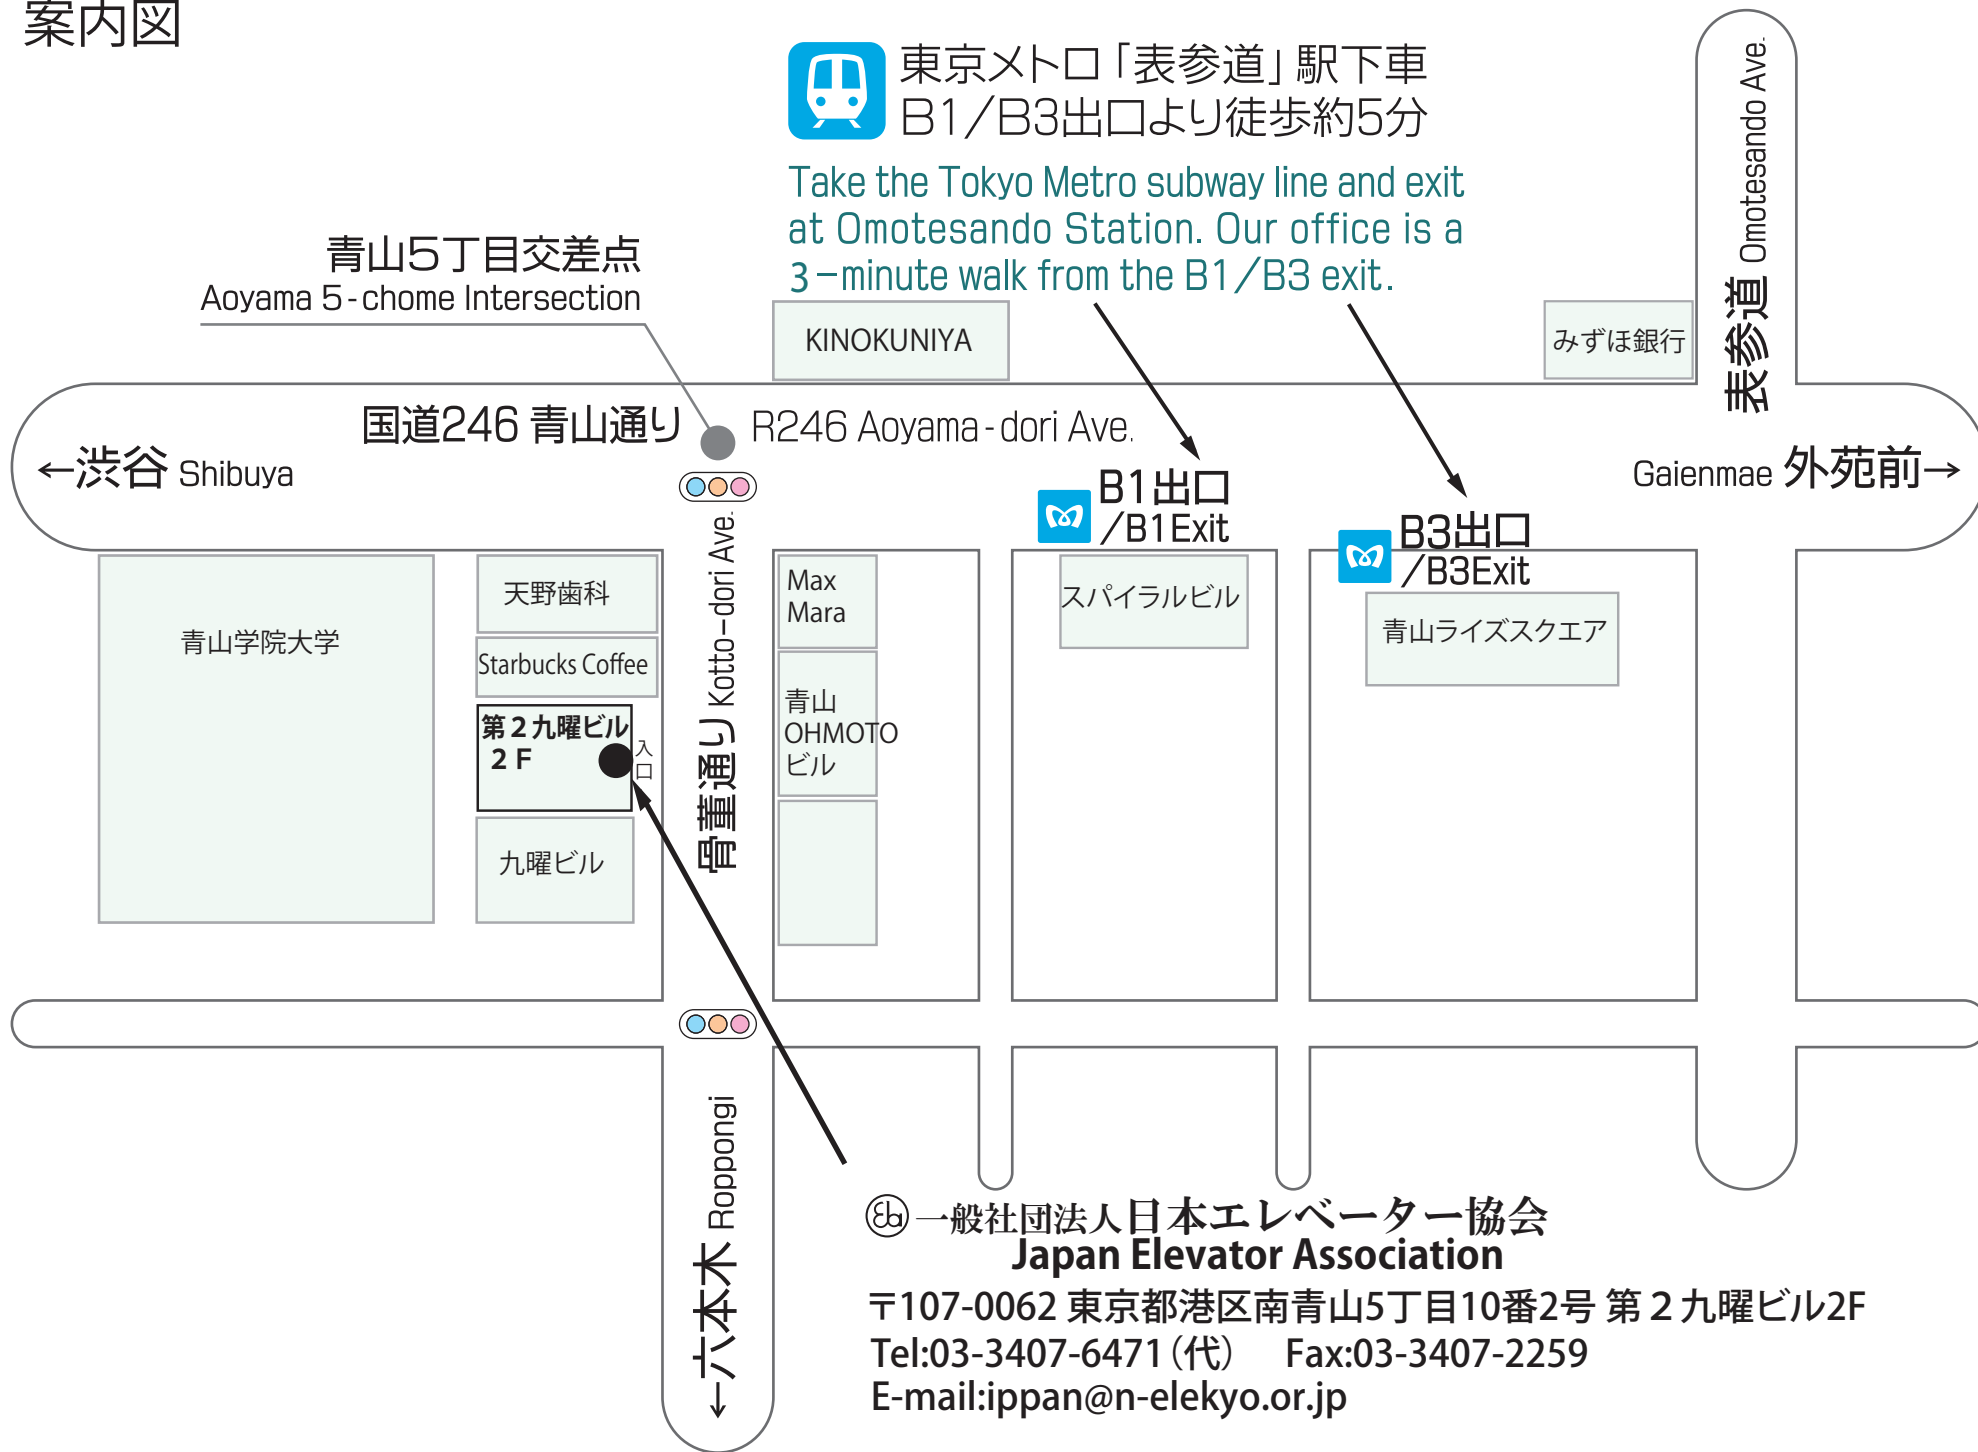 案内図
東京メトロ「表参道」駅下車
B1/B3出口より徒歩約5分
Take the Tokyo Metro subway line and exit
at Omotesando Station. Our office is a
3-minute walk from the B1/B3 exit.
青山5丁目交差点
Aoyama 5-chome Intersection
KINOKUNIYA
みずほ銀行
表参道 Omotesando Ave.
国道246 青山通り
R246 Aoyama-dori Ave.
←渋谷 Shibuya
Gaienmae 外苑前→
B1出口
/B1Exit
B3出口
/B3Exit
青山学院大学
天野歯科
Starbucks Coffee
第2九曜ビル
2F
入口
九曜ビル
骨董通り Kotto-dori Ave.
Max
Mara
青山
OHMOTO
ビル
スパイラルビル
青山ライズスクエア
←六本木 Roppongi
一般社団法人日本エレベーター協会
Japan Elevator Association
〒107-0062 東京都港区南青山5丁目10番2号 第2九曜ビル2F
Tel:03-3407-6471(代) Fax:03-3407-2259
E-mail:ippan@n-elekyo.or.jp